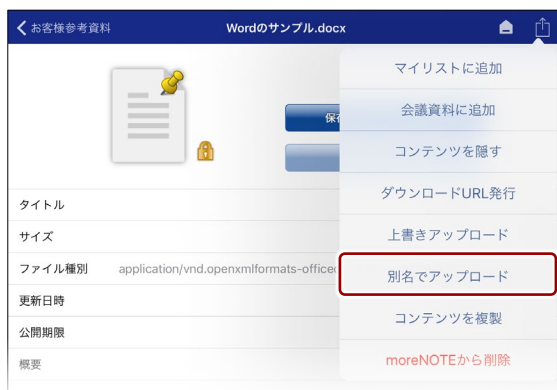 お客様参考資料
Wordのサンプル.docx
マイリストに追加
会議資料に追加
コンテンツを隠す
ダウンロードURL発行
上書きアップロード
別名でアップロード
コンテンツを複製
moreNOTEから削除
タイトル
サイズ
ファイル種別 application/vnd.openxmlformats-office
更新日時
公開期限
概要